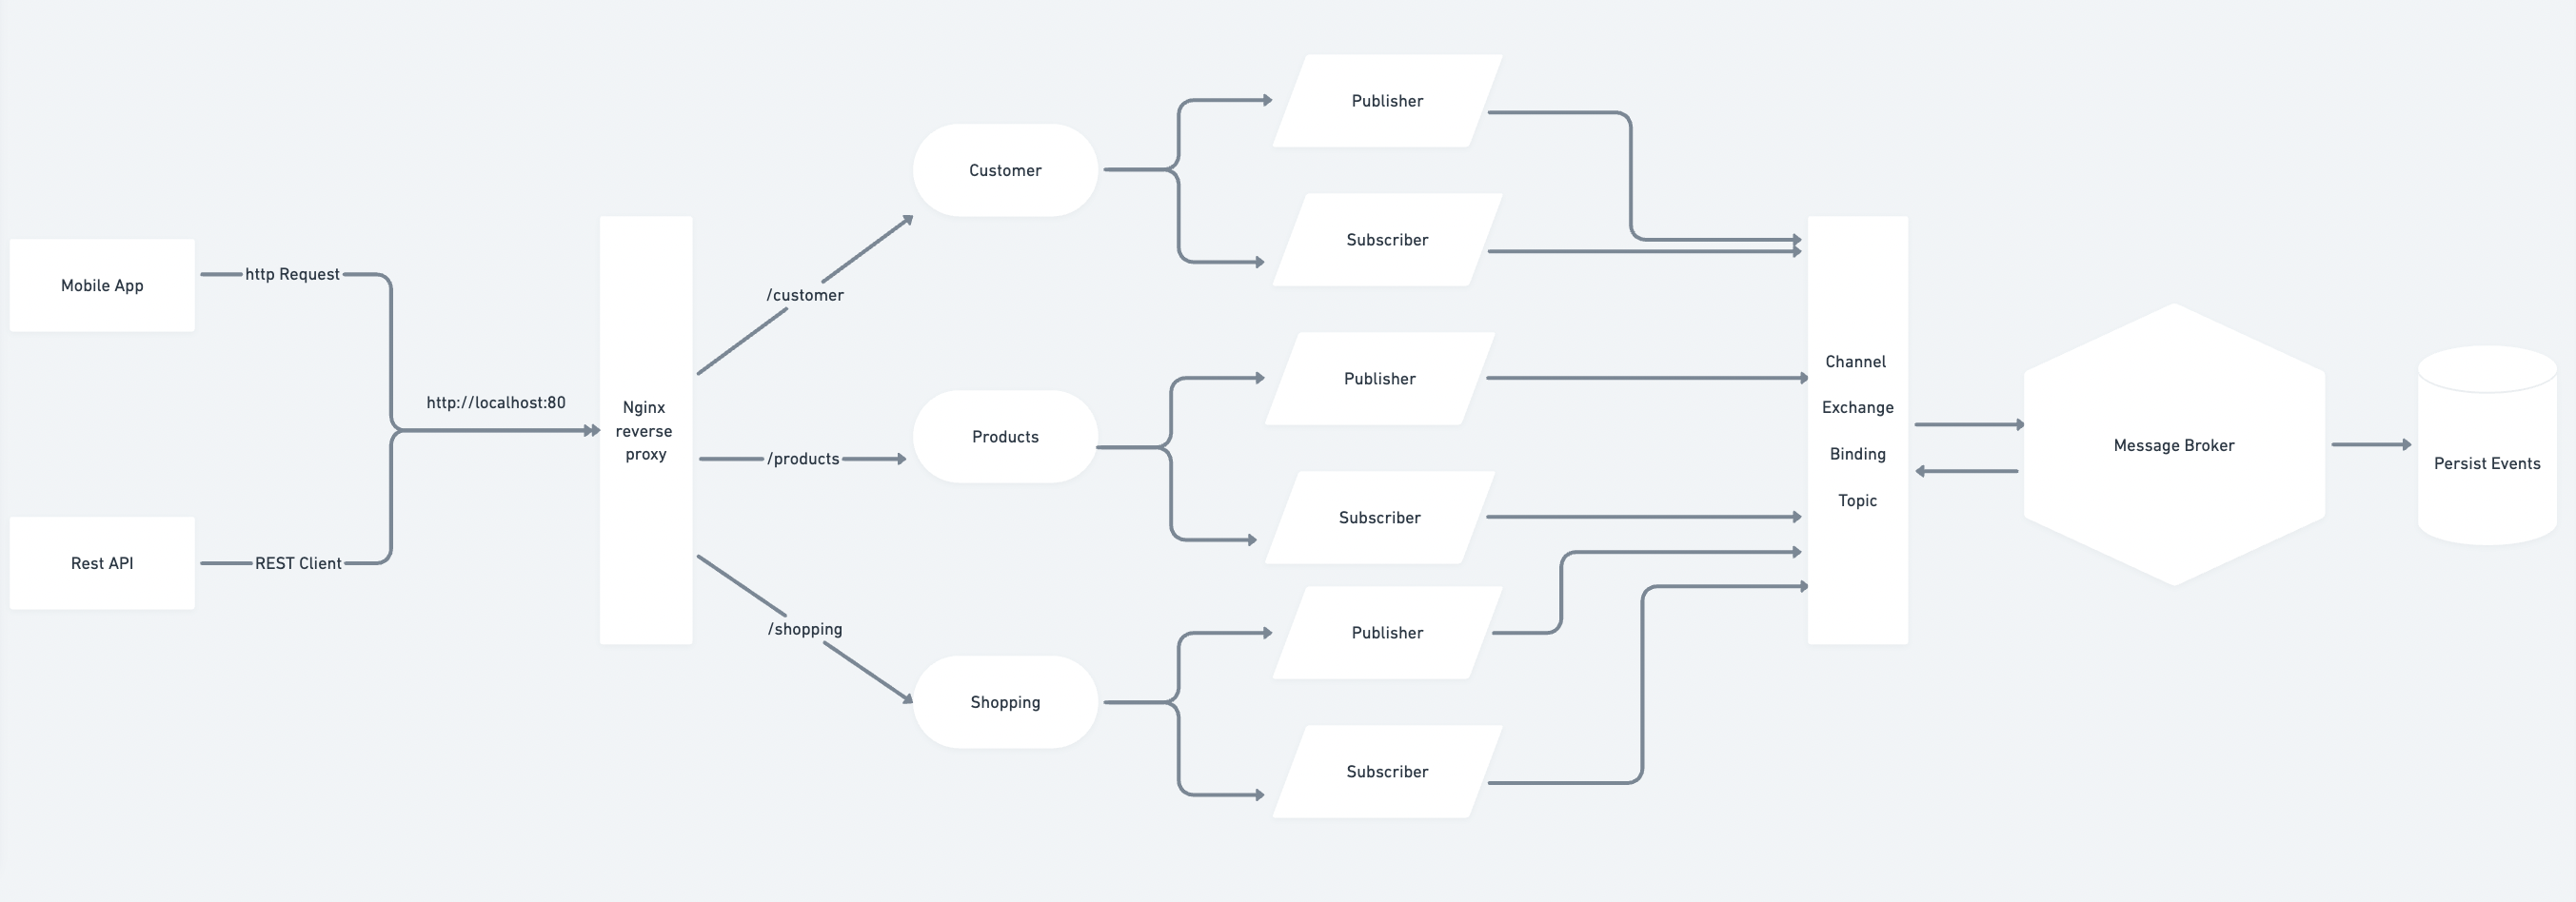 Mobile App
http Request
Rest API
REST Client
http://localhost:80
Nginx
reverse
proxy
/customer
/products
/shopping
Customer
Products
Shopping
Publisher
Subscriber
Publisher
Subscriber
Publisher
Subscriber
Channel
Exchange
Binding
Topic
Message Broker
Persist Events